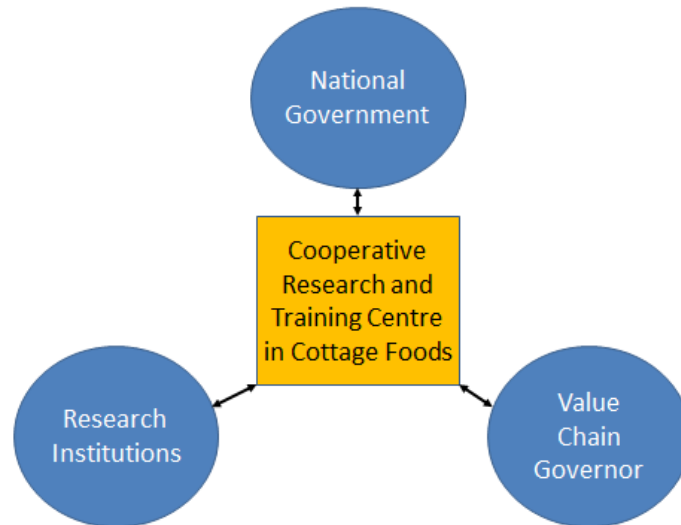 National
Government
Cooperative
Research and
Training Centre
in Cottage Foods
Research
Institutions
Value
Chain
Governor